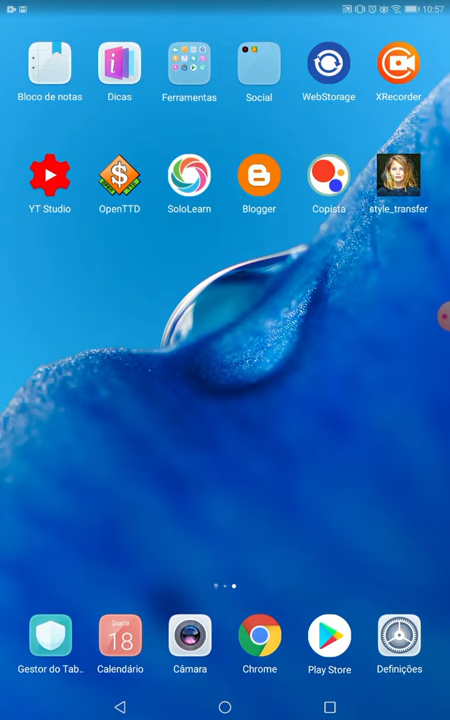 10:57
Bloco de notas
Dicas
Ferramentas
Social
WebStorage
XRecorder
YT Studio
OpenTTD
SoloLearn
Blogger
Copista
style_transfer
Quarta
18
Gestor do Tab..
Calendário
Câmara
Chrome
Play Store
Definições